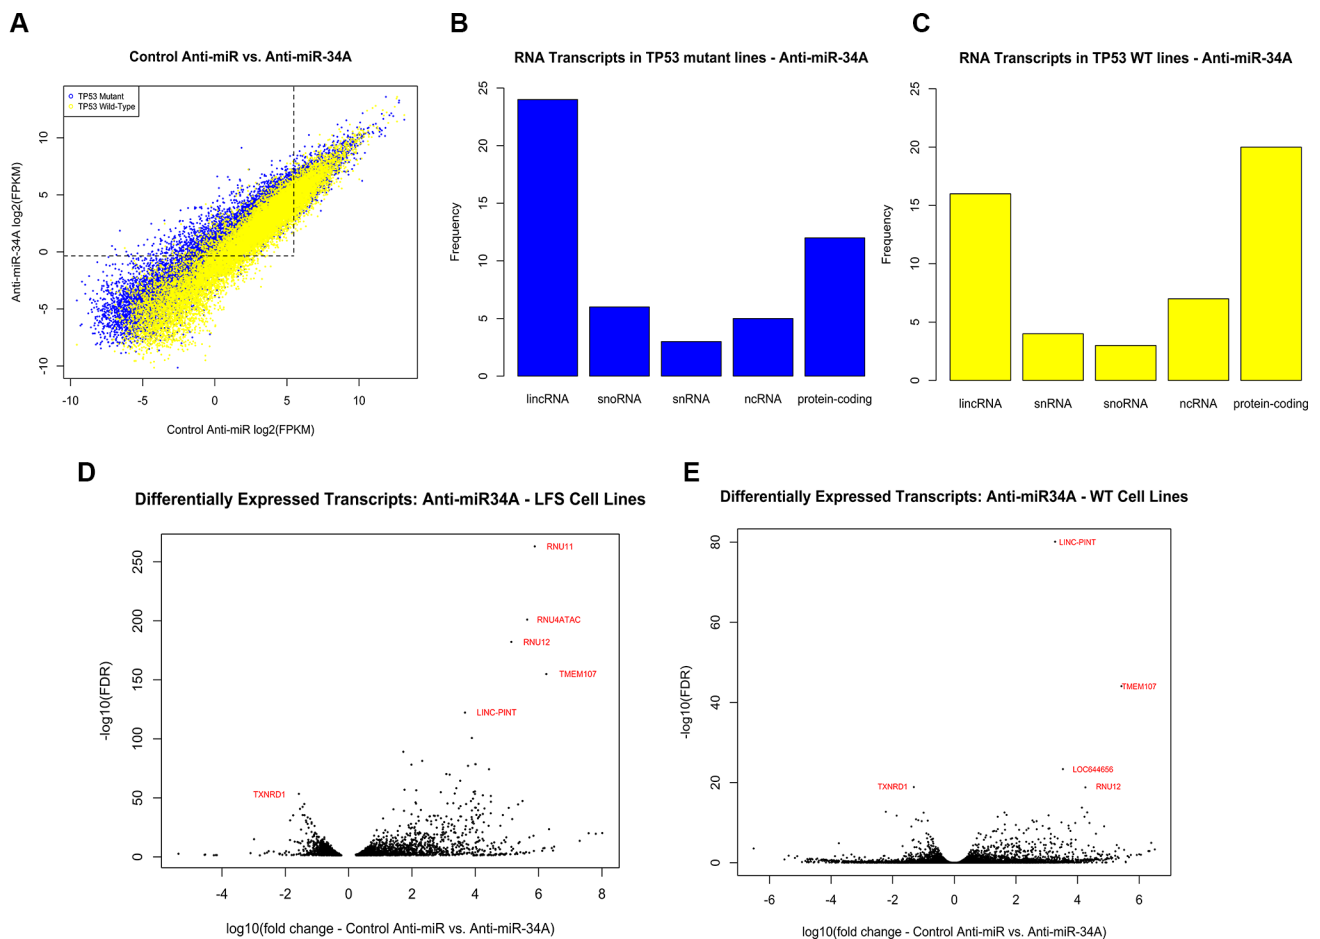 A
Control Anti-miR vs. Anti-miR-34A
TP53 Mutant
TP53 Wild-Type
Anti-miR-34A log2(FPKM)
10
5
0
-5
-10
-10
-5
0
5
10
Control Anti-miR log2(FPKM)
B
RNA Transcripts in TP53 mutant lines - Anti-miR-34A
Frequency
25
20
15
10
5
0
lincRNA
snoRNA
snRNA
ncRNA
protein-coding
C
RNA Transcripts in TP53 WT lines - Anti-miR-34A
Frequency
25
20
15
10
5
0
lincRNA
snRNA
snoRNA
ncRNA
protein-coding
D
Differentially Expressed Transcripts: Anti-miR34A - LFS Cell Lines
-log10(FDR)
250
200
150
100
50
0
RNU11
RNU4ATAC
RNU12
TMEM107
LINC-PINT
TXNRD1
-4
-2
0
2
4
6
8
log10(fold change - Control Anti-miR vs. Anti-miR-34A)
E
Differentially Expressed Transcripts: Anti-miR34A - WT Cell Lines
-log10(FDR)
80
60
40
20
0
LINC-PINT
TMEM107
LOC644656
TXNRD1
RNU12
-6
-4
-2
0
2
4
6
log10(fold change - Control Anti-miR vs. Anti-miR-34A)